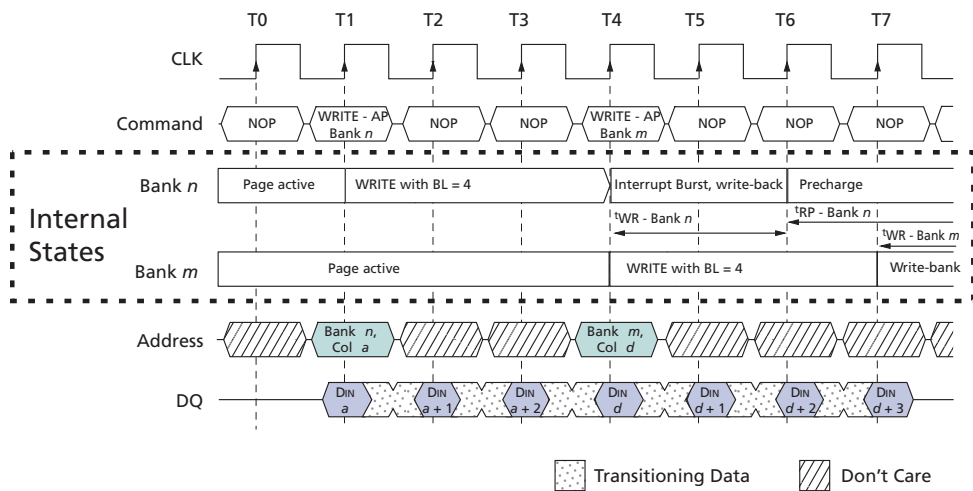 T0 T1 T2 T3 T4 T5 T6 T7
CLK
Command NOP WRITE - AP Bank n NOP NOP WRITE - AP Bank m NOP NOP NOP
Internal States
Bank n Page active WRITE with BL = 4 Interrupt Burst, write-back Precharge
tWR - Bank n tRP - Bank n
tWR - Bank m
Bank m Page active WRITE with BL = 4 Write-bank
Address Bank n, Col a Bank m, Col d
DQ DIN a DIN a + 1 DIN a + 2 DIN d DIN d + 1 DIN d + 2 DIN d + 3
Transitioning Data Don't Care